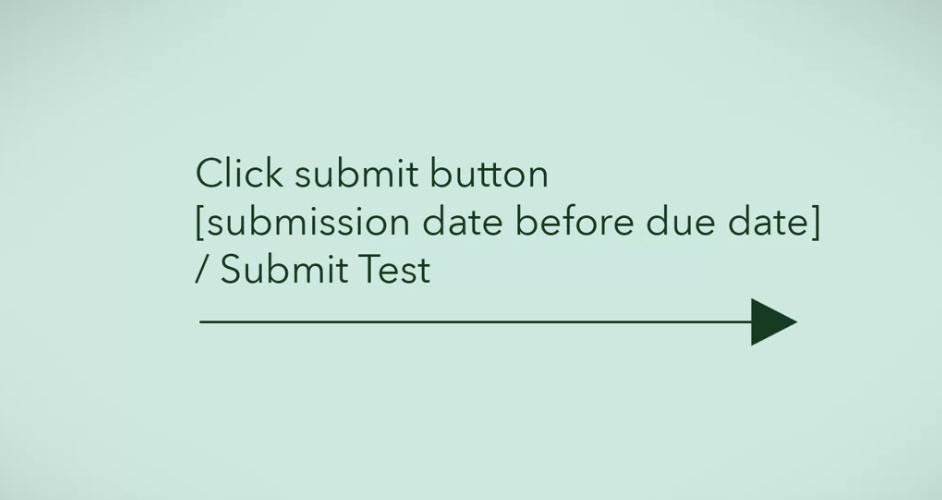 Click submit button
[submission date before due date]
/ Submit Test